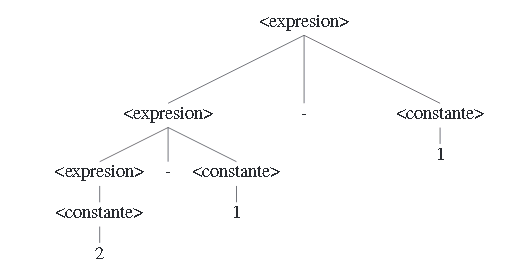 <expresion>
<expresion> - <constante>
1
<expresion> - <constante>
<constante> 1
2